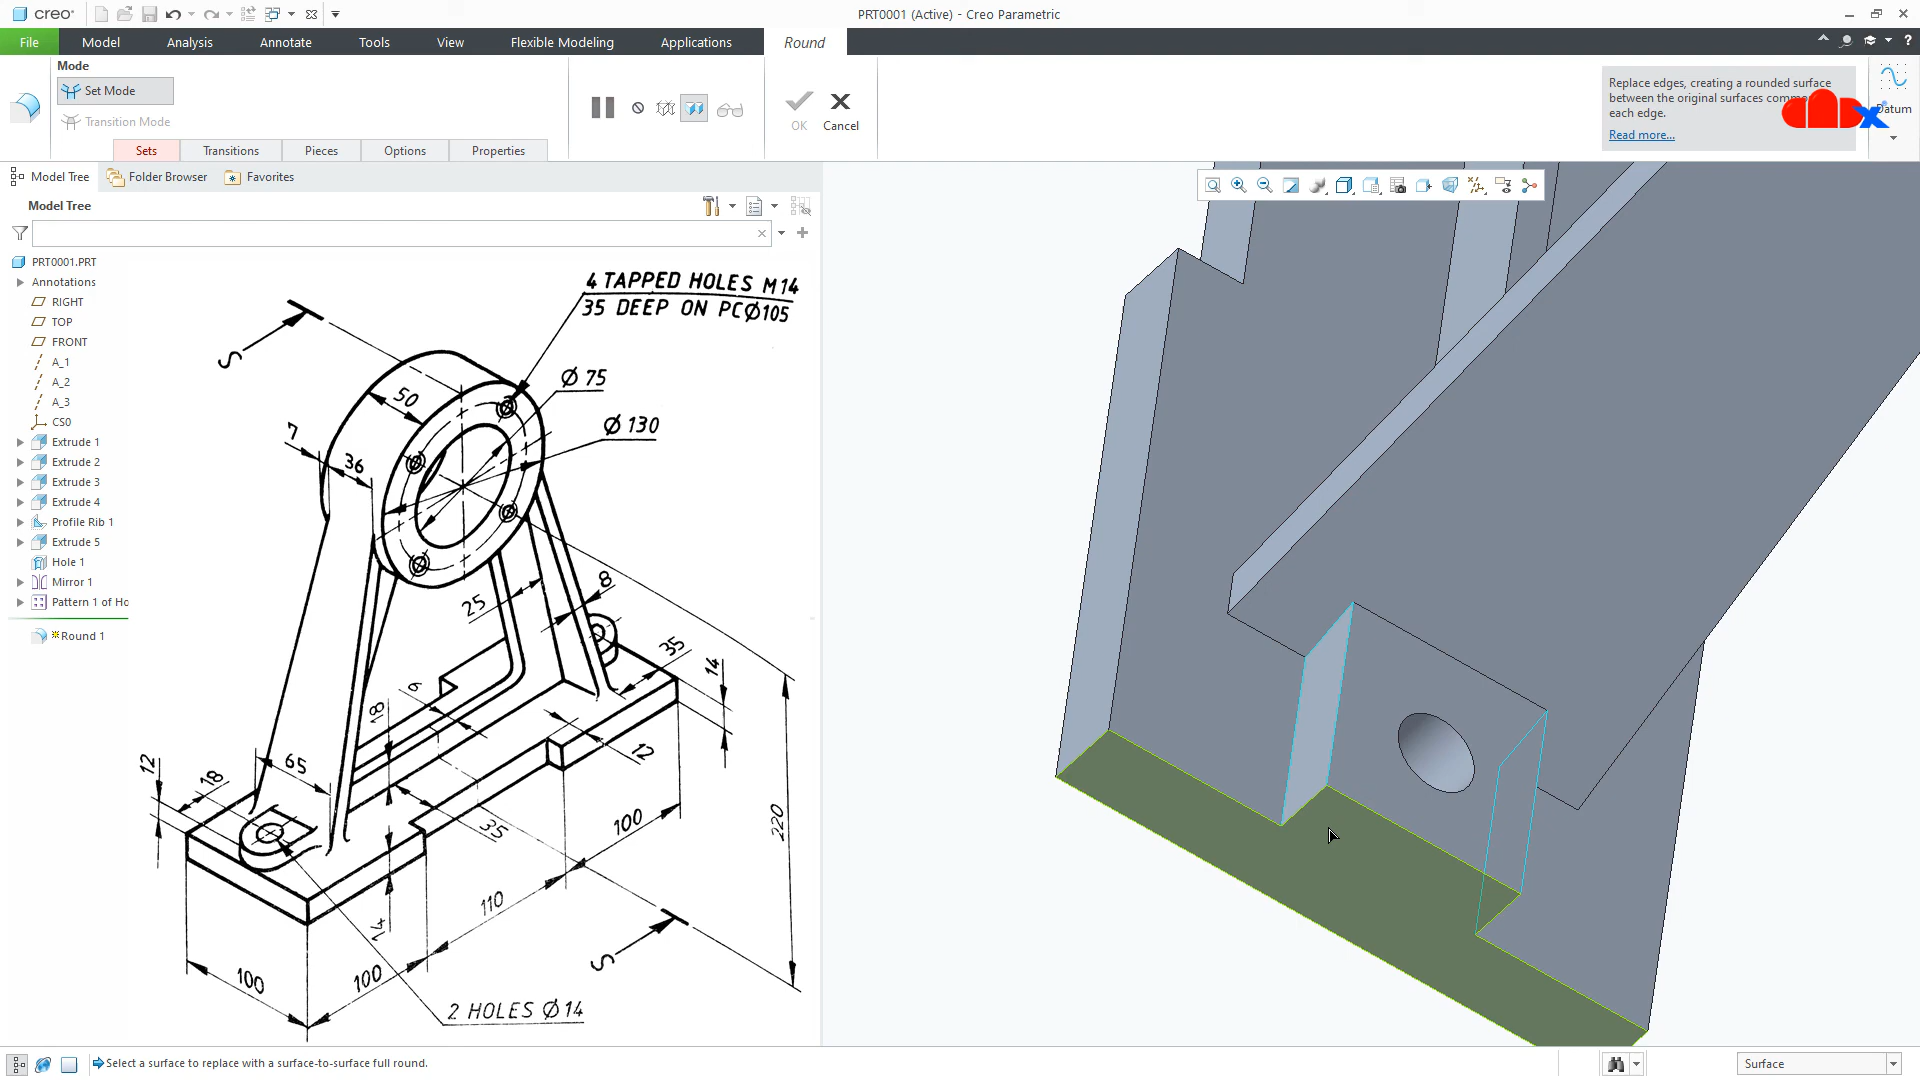 creo
PRT0001 (Active) - Creo Parametric
File
Model
Analysis
Annotate
Tools
View
Flexible Modeling
Applications
Round
Mode
Set Mode
Transition Mode
OK
Cancel
Sets
Transitions
Pieces
Options
Properties
Replace edges, creating a rounded surface
between the original surfaces
each edge.
Read more...
Datum
Model Tree
Folder Browser
Favorites
Model Tree
PRT0001.PRT
Annotations
RIGHT
TOP
FRONT
A_1
A_2
A_3
CS0
Extrude 1
Extrude 2
Extrude 3
Extrude 4
Profile Rib 1
Extrude 5
Hole 1
Mirror 1
Pattern 1 of Ho
Round 1
4 TAPPED HOLES M14
35 DEEP ON PCØ105
S
Ø 75
50
Ø 130
7
36
8
25
35
14
6
18
12
12
18
65
35
100
220
110
14
S
100
100
2 HOLES Ø14
Select a surface to replace with a surface-to-surface full round.
Surface